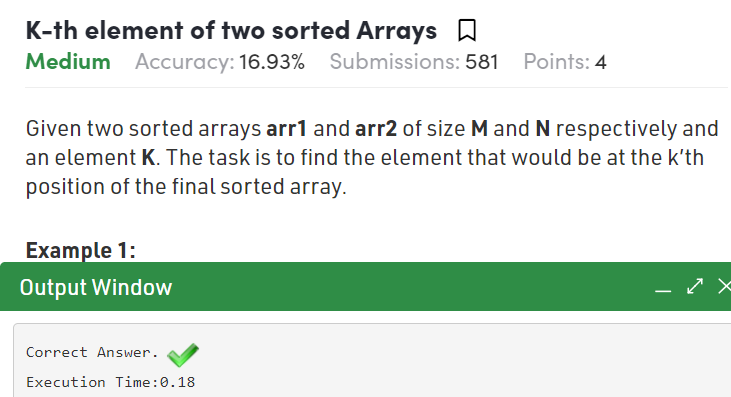 K-th element of two sorted Arrays
Medium Accuracy: 16.93% Submissions: 581 Points: 4
Given two sorted arrays arr1 and arr2 of size M and N respectively and
an element K. The task is to find the element that would be at the k’th
position of the final sorted array.
Example 1:
Output Window
Correct Answer.
Execution Time:0.18